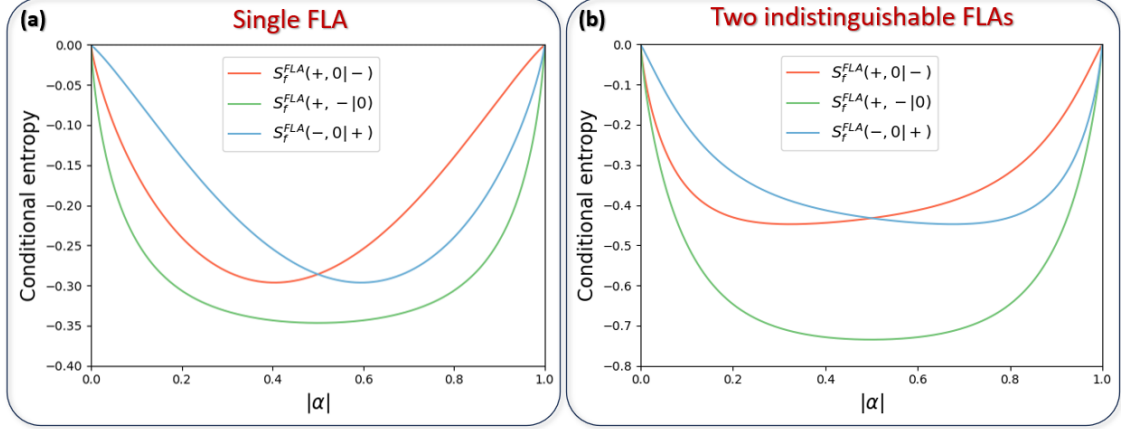 (a) Single FLA
Conditional entropy
0.00
−0.05
−0.10
−0.15
−0.20
−0.25
−0.30
−0.35
−0.40
S_f^{FLA}(+, 0| − )
S_f^{FLA}(+, − |0)
S_f^{FLA}(−, 0| + )
0.0 0.2 0.4 0.6 0.8 1.0
|α|
(b) Two indistinguishable FLAs
Conditional entropy
0.0
−0.1
−0.2
−0.3
−0.4
−0.5
−0.6
−0.7
−0.8
S_f^{FLA}(+, 0| − )
S_f^{FLA}(+, − |0)
S_f^{FLA}(−, 0| + )
0.0 0.2 0.4 0.6 0.8 1.0
|α|